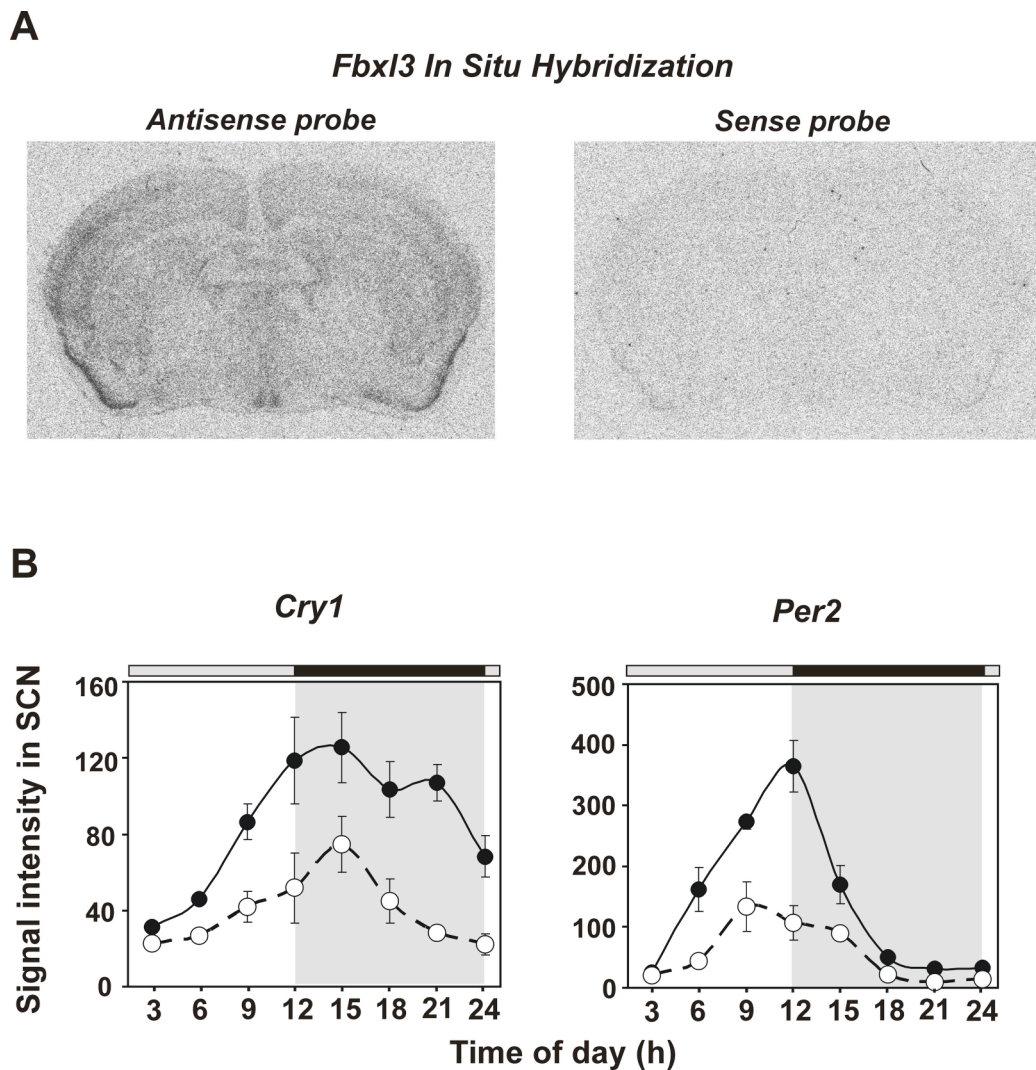 A
Fbxl3 In Situ Hybridization
Antisense probe
Sense probe
B
Cry1
Per2
Signal intensity in SCN
160
120
80
40
0
3 6 9 12 15 18 21 24
500
400
300
200
100
0
3 6 9 12 15 18 21 24
Time of day (h)